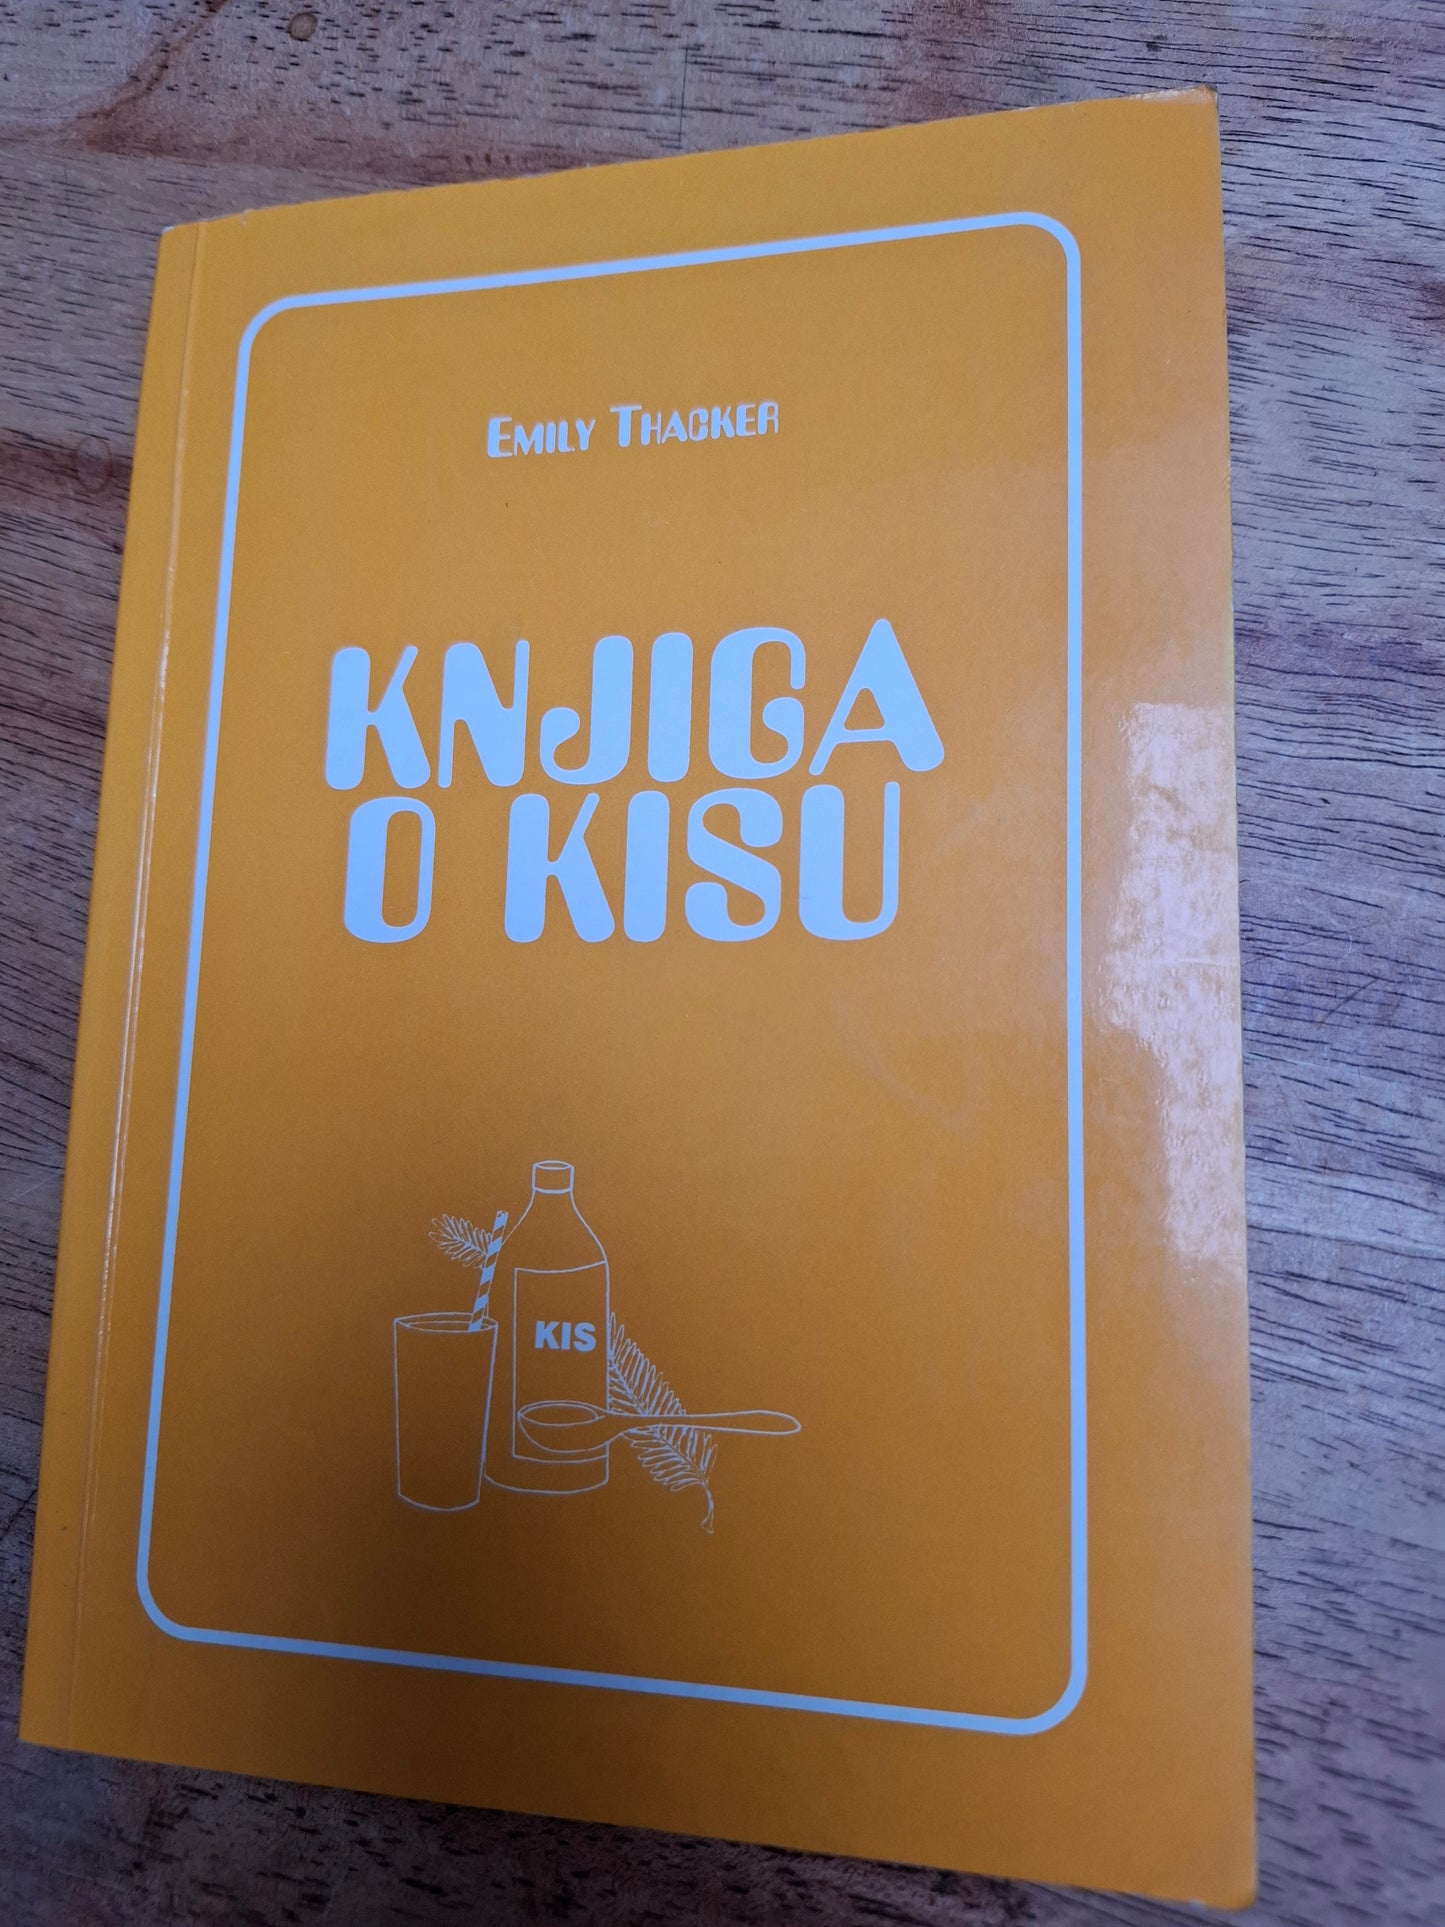 EMILY THACKER
KNJIGA
O KISU
KIS